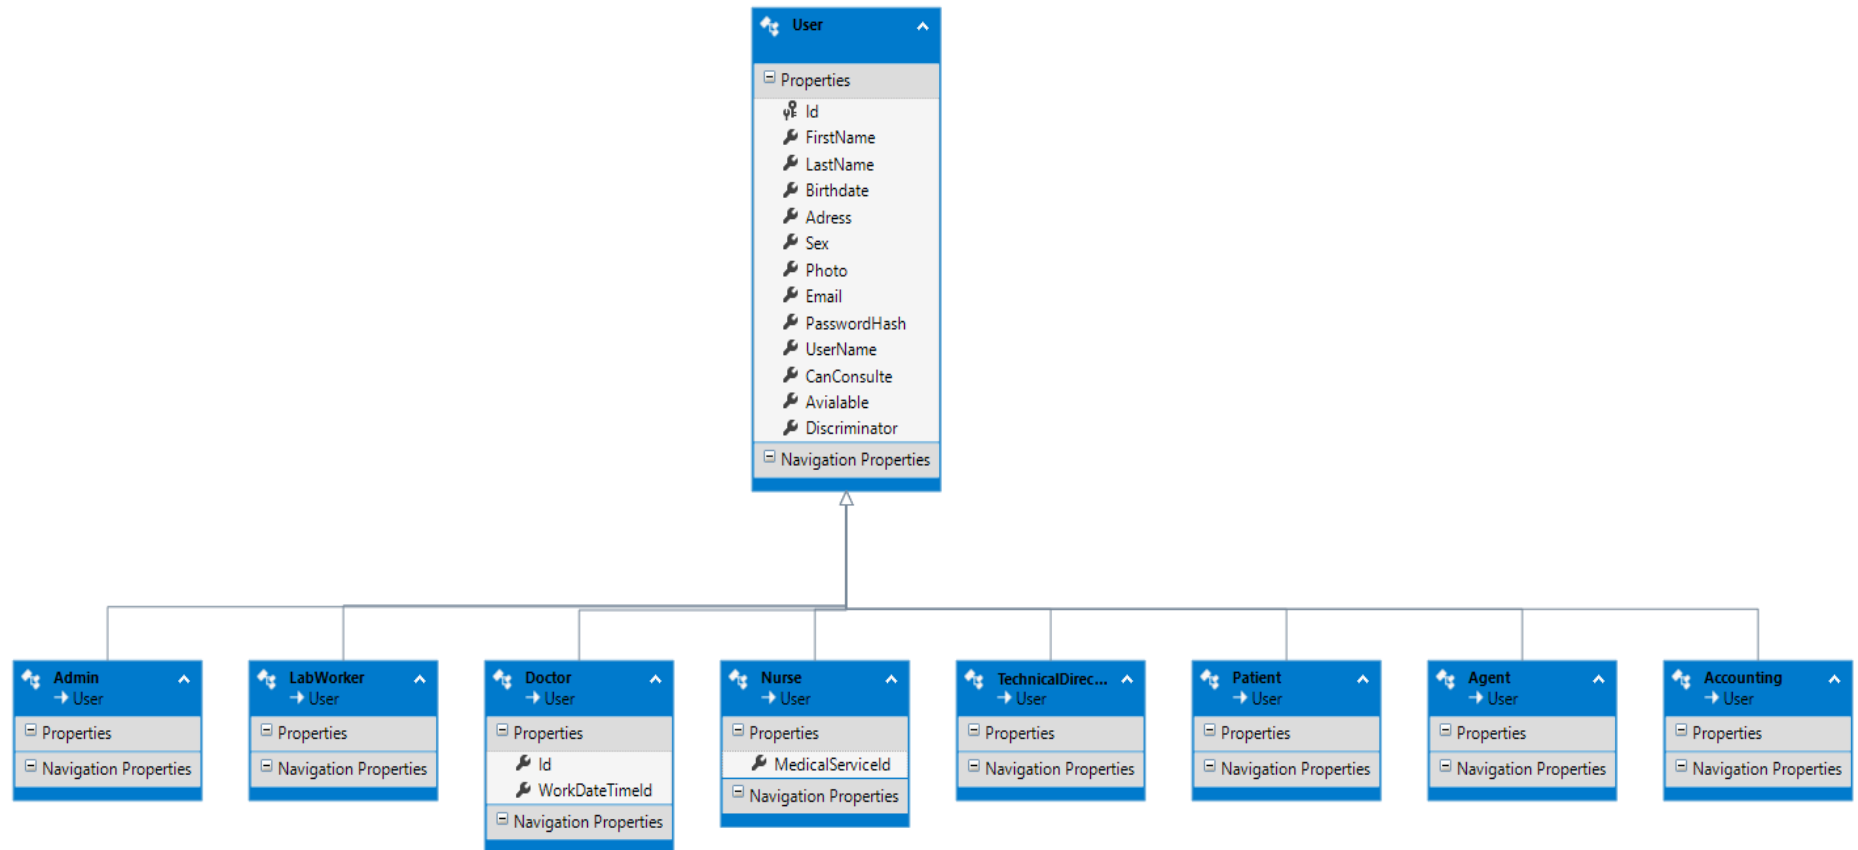 User
Properties
Id
FirstName
LastName
Birthdate
Adress
Sex
Photo
Email
PasswordHash
UserName
CanConsulte
Avialable
Discriminator
Navigation Properties
Admin
User
Properties
Navigation Properties
LabWorker
User
Properties
Navigation Properties
Doctor
User
Properties
Id
WorkDateTimeId
Navigation Properties
Nurse
User
Properties
MedicalServiceId
Navigation Properties
TechnicalDirec...
User
Properties
Navigation Properties
Patient
User
Properties
Navigation Properties
Agent
User
Properties
Navigation Properties
Accounting
User
Properties
Navigation Properties